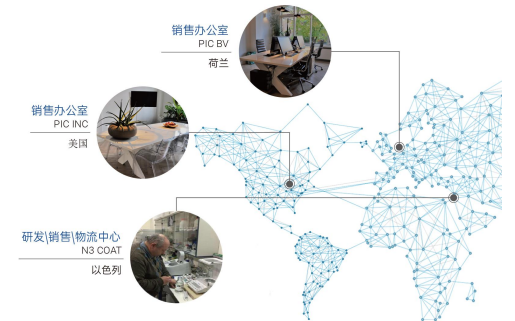 销售办公室
PIC BV
荷兰
销售办公室
PIC INC
美国
研发\销售\物流中心
N3 COAT
以色列